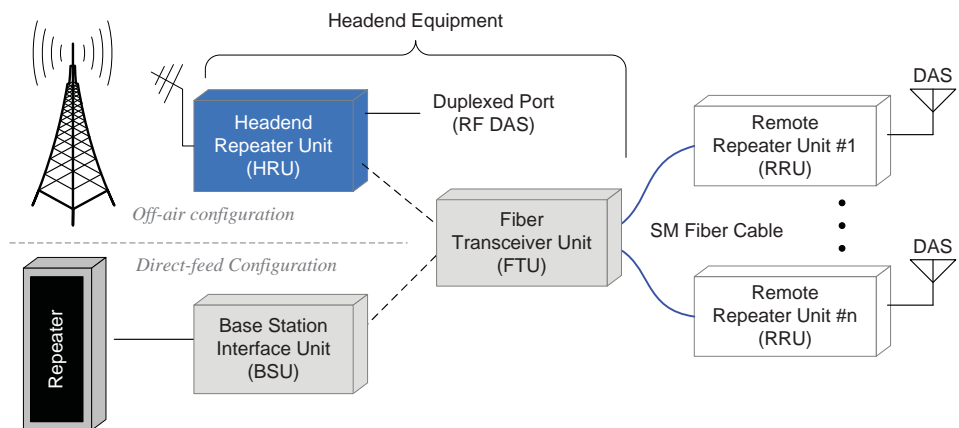 Headend Equipment
Headend
Repeater Unit
(HRU)
Duplexed Port
(RF DAS)
Off-air configuration
Direct-feed Configuration
Repeater
Base Station
Interface Unit
(BSU)
Fiber
Transceiver Unit
(FTU)
SM Fiber Cable
DAS
Remote
Repeater Unit #1
(RRU)
DAS
Remote
Repeater Unit #n
(RRU)